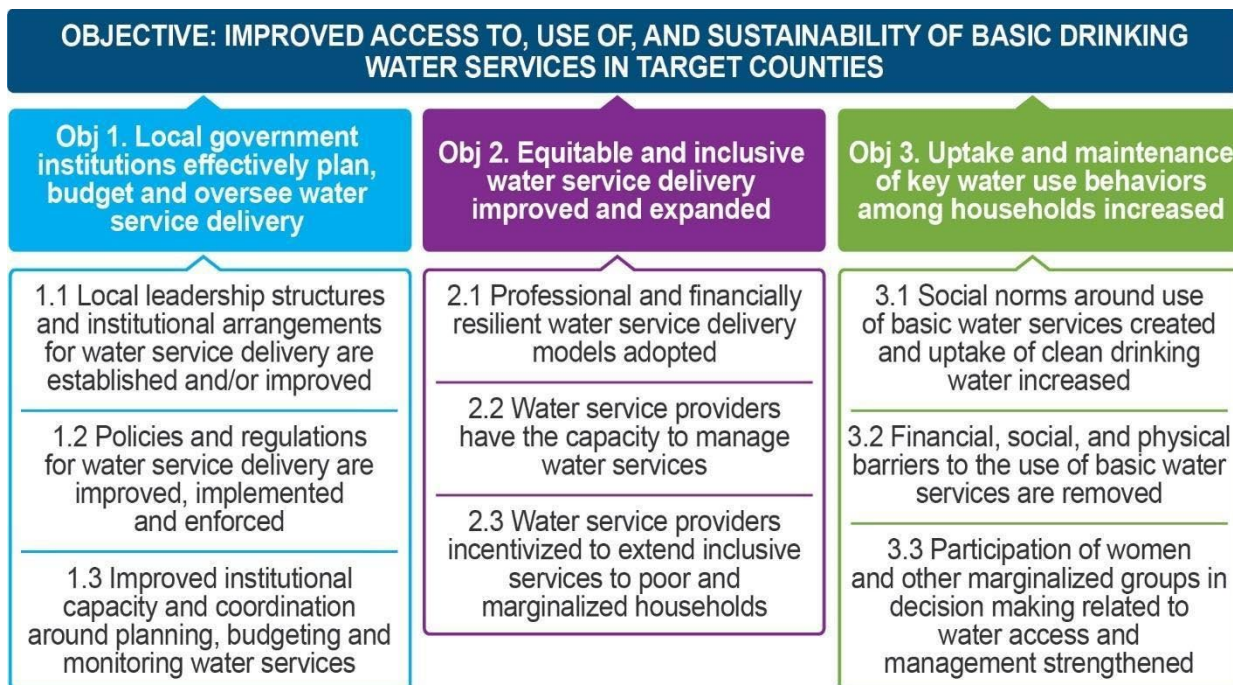 OBJECTIVE: IMPROVED ACCESS TO, USE OF, AND SUSTAINABILITY OF BASIC DRINKING
WATER SERVICES IN TARGET COUNTIES
Obj 1. Local government
institutions effectively plan,
budget and oversee water
service delivery
1.1 Local leadership structures
and institutional arrangements
for water service delivery are
established and/or improved
1.2 Policies and regulations
for water service delivery are
improved, implemented
and enforced
1.3 Improved institutional
capacity and coordination
around planning, budgeting and
monitoring water services
Obj 2. Equitable and inclusive
water service delivery
improved and expanded
2.1 Professional and financially
resilient water service delivery
models adopted
2.2 Water service providers
have the capacity to manage
water services
2.3 Water service providers
incentivized to extend inclusive
services to poor and
marginalized households
Obj 3. Uptake and maintenance
of key water use behaviors
among households increased
3.1 Social norms around use
of basic water services created
and uptake of clean drinking
water increased
3.2 Financial, social, and physical
barriers to the use of basic water
services are removed
3.3 Participation of women
and other marginalized groups in
decision making related to
water access and
management strengthened